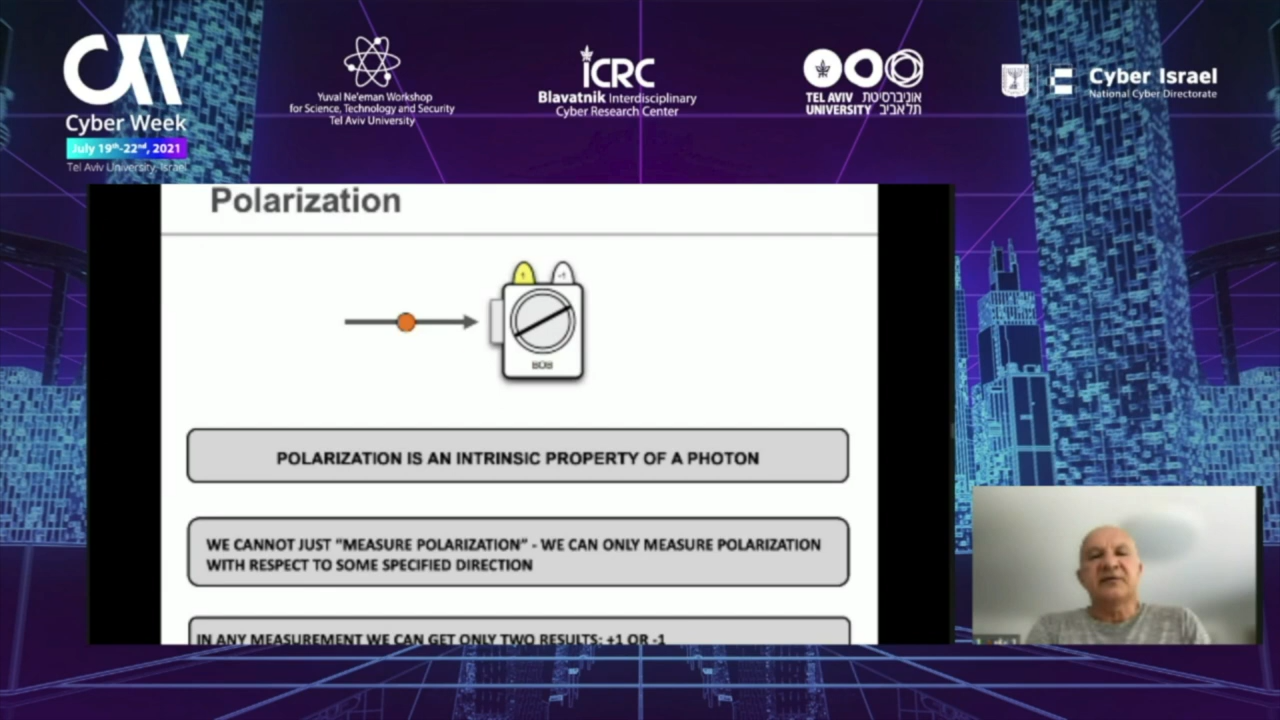 Cyber Week
July 19th-22nd, 2021
Tel Aviv University, Israel
Yuval Ne'eman Workshop
for Science, Technology and Security
Tel Aviv University
iCRC
Blavatnik Interdisciplinary
Cyber Research Center
TEL AVIV אוניברסיטת
UNIVERSITY תל אביב
Cyber Israel
National Cyber Directorate
Polarization
1 -1
BOB
POLARIZATION IS AN INTRINSIC PROPERTY OF A PHOTON
WE CANNOT JUST “MEASURE POLARIZATION” - WE CAN ONLY MEASURE POLARIZATION
WITH RESPECT TO SOME SPECIFIED DIRECTION
IN ANY MEASUREMENT WE CAN GET ONLY TWO RESULTS: +1 OR -1